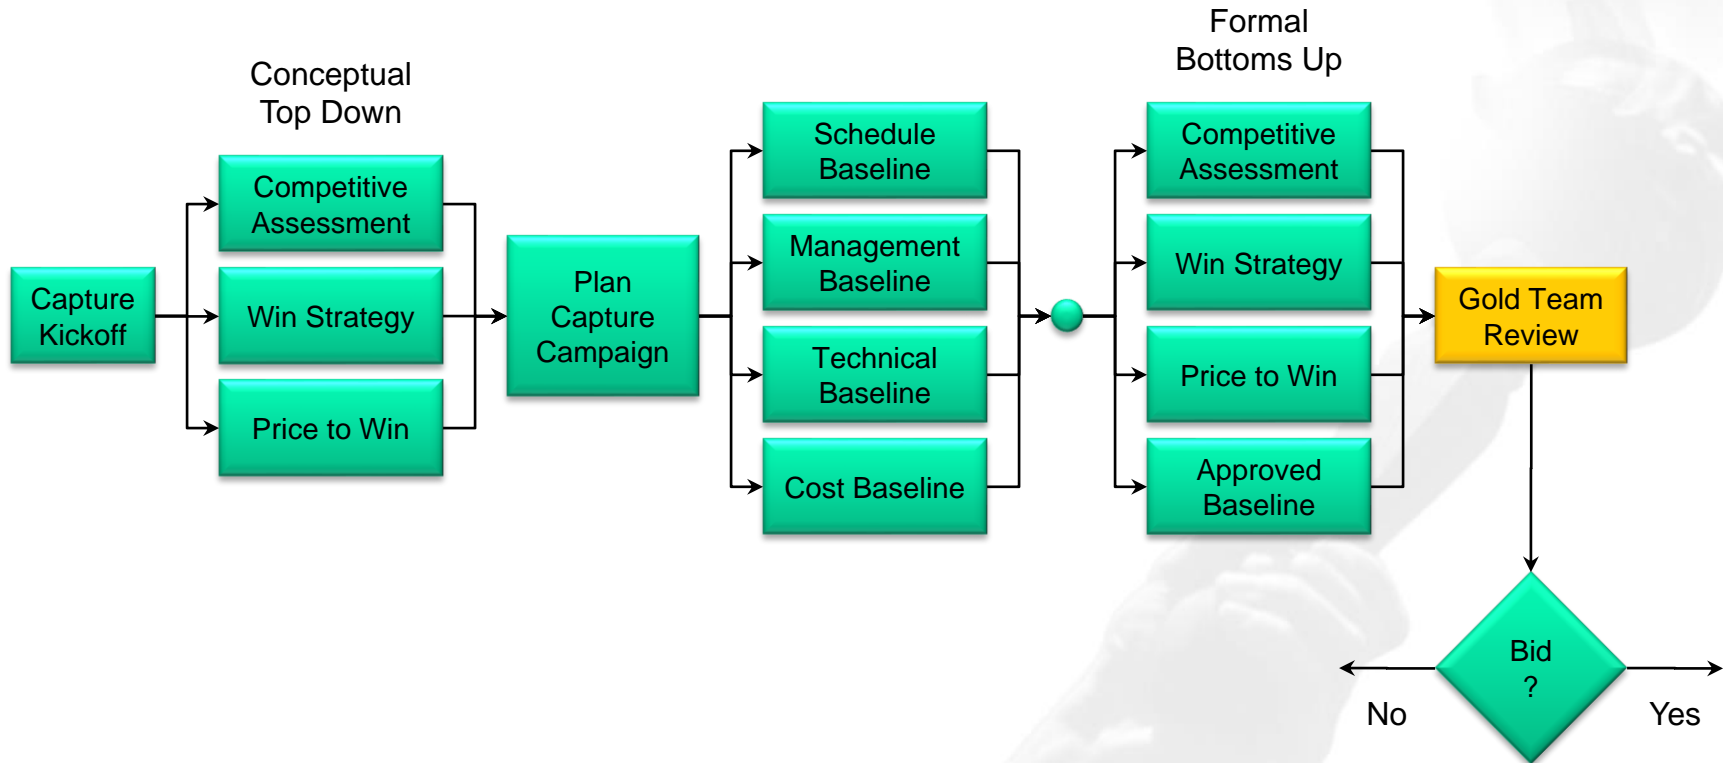 Conceptual
Top Down
Formal
Bottoms Up
Capture
Kickoff
Competitive
Assessment
Win Strategy
Price to Win
Plan
Capture
Campaign
Schedule
Baseline
Management
Baseline
Technical
Baseline
Cost Baseline
Competitive
Assessment
Win Strategy
Price to Win
Approved
Baseline
Gold Team
Review
Bid
?
No
Yes